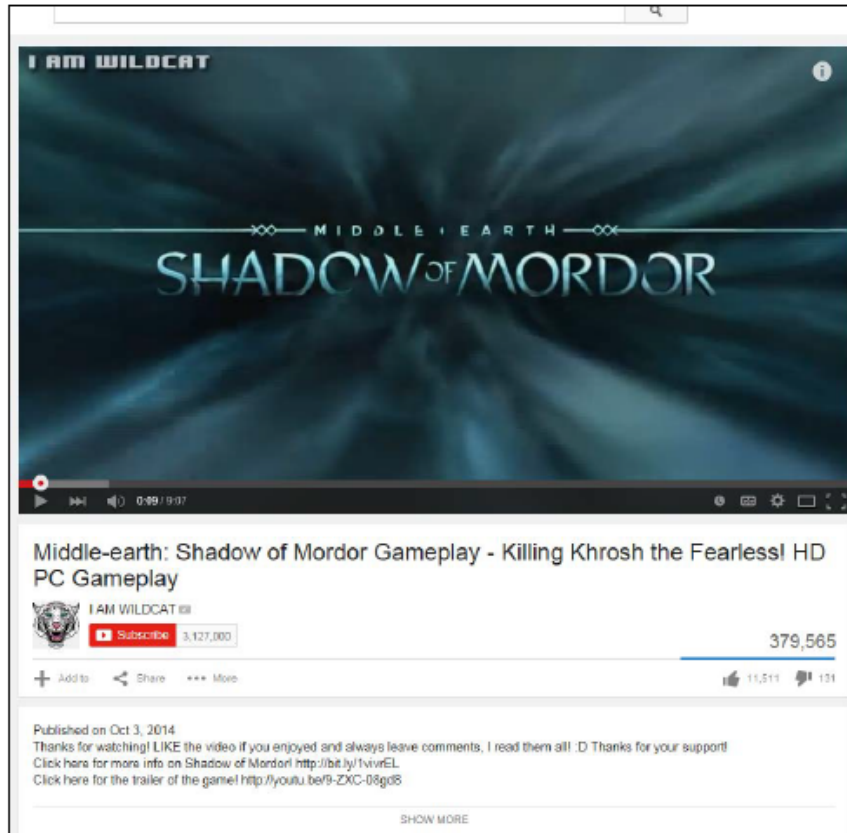 I AM WILDCAT
MIDDLE-EARTH
SHADOW OF MORDOR
0:09 / 9:07
Middle-earth: Shadow of Mordor Gameplay - Killing Khrosh the Fearless! HD
PC Gameplay
I AM WILDCAT
Subscribe 3,127,000
379,565
Add to Share More 11,511 131
Published on Oct 3, 2014
Thanks for watching! LIKE the video if you enjoyed and always leave comments, I read them all! :D Thanks for your support!
Click here for more info on Shadow of Mordor! http://bit.ly/1vivrEL
Click here for the trailer of the game! http://youtu.be/9-ZXC-08gd8
SHOW MORE